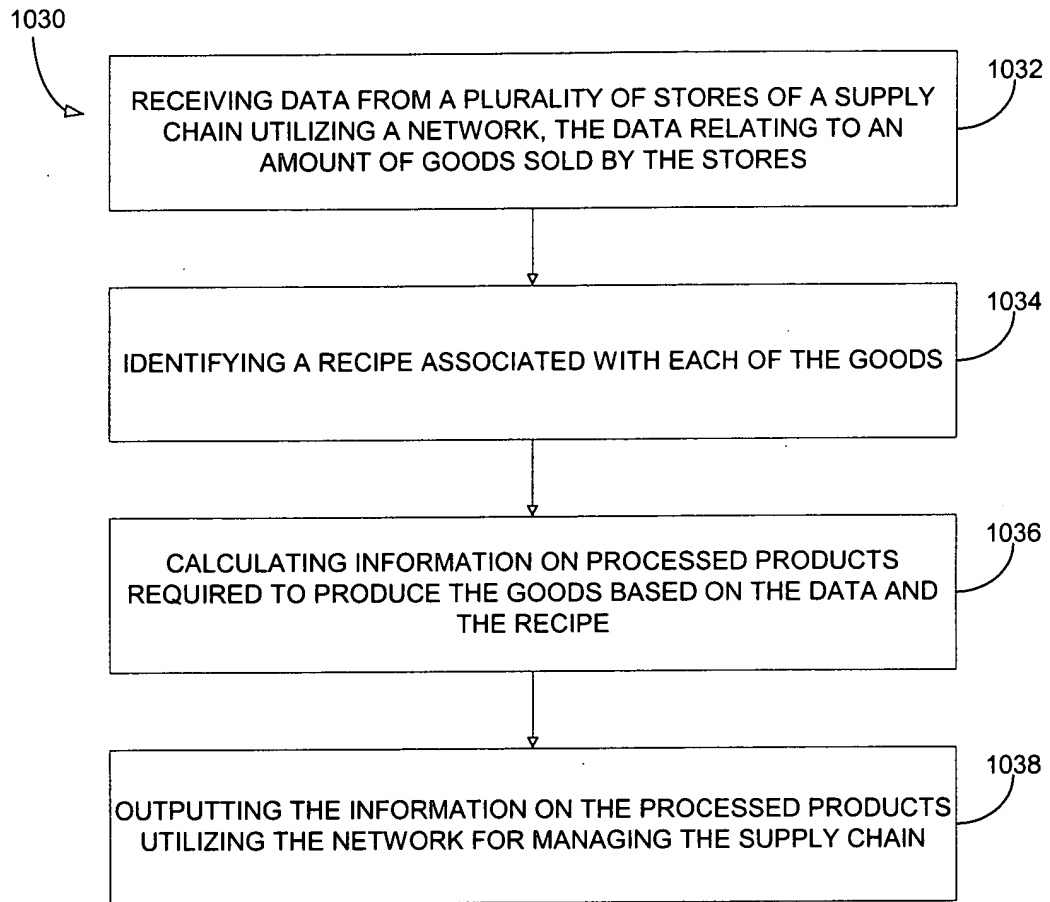 1030
1032
RECEIVING DATA FROM A PLURALITY OF STORES OF A SUPPLY
CHAIN UTILIZING A NETWORK, THE DATA RELATING TO AN
AMOUNT OF GOODS SOLD BY THE STORES
1034
IDENTIFYING A RECIPE ASSOCIATED WITH EACH OF THE GOODS
1036
CALCULATING INFORMATION ON PROCESSED PRODUCTS
REQUIRED TO PRODUCE THE GOODS BASED ON THE DATA AND
THE RECIPE
1038
OUTPUTTING THE INFORMATION ON THE PROCESSED PRODUCTS
UTILIZING THE NETWORK FOR MANAGING THE SUPPLY CHAIN